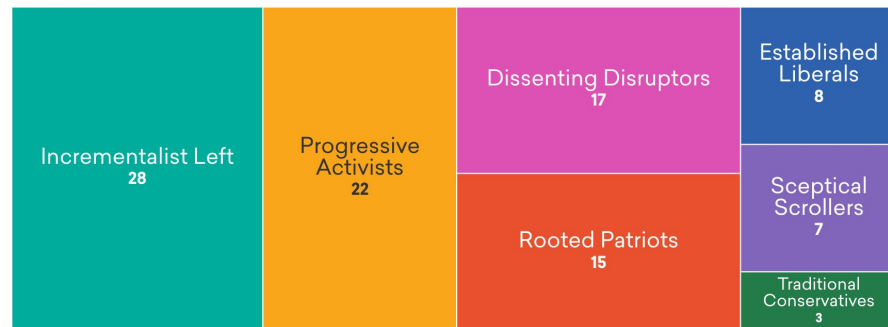 Incrementalist Left
28
Progressive
Activists
22
Dissenting Disruptors
17
Rooted Patriots
15
Established
Liberals
8
Sceptical
Scrollers
7
Traditional
Conservatives
3